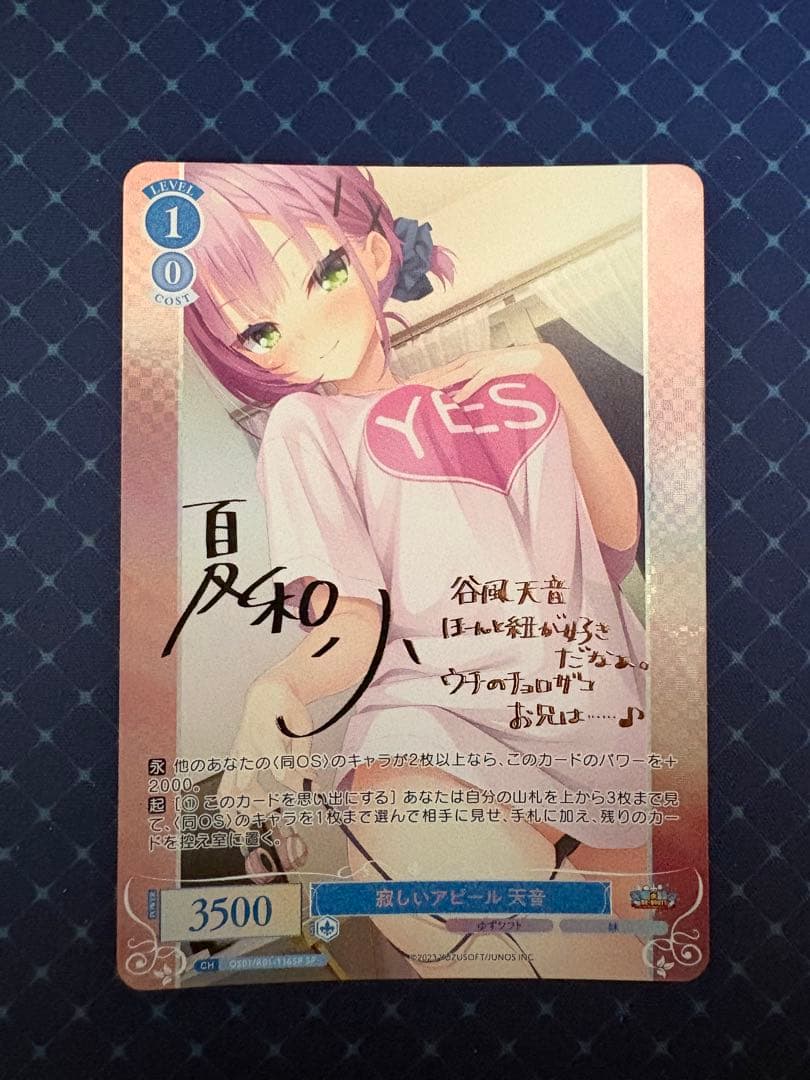 LEVEL
1
0
COST
YES
夏和小
谷風天音
ほーんと紐が好き
だなぁ。
ウチのチョロザコ
お兄は……♪
永 他のあなたの〈同OS〉のキャラが2枚以上なら、このカードのパワーを+
2000。
起 [① このカードを思い出にする] あなたは自分の山札を上から3枚まで見
て、〈同OS〉のキャラを1枚まで選んで相手に見せ、手札に加え、残りのカー
ドを控え室に置く。
POWER
3500
寂しいアピール 天音
ゆずソフト
妹
CH
©2023 YUZUSOFT/JUNOS INC.